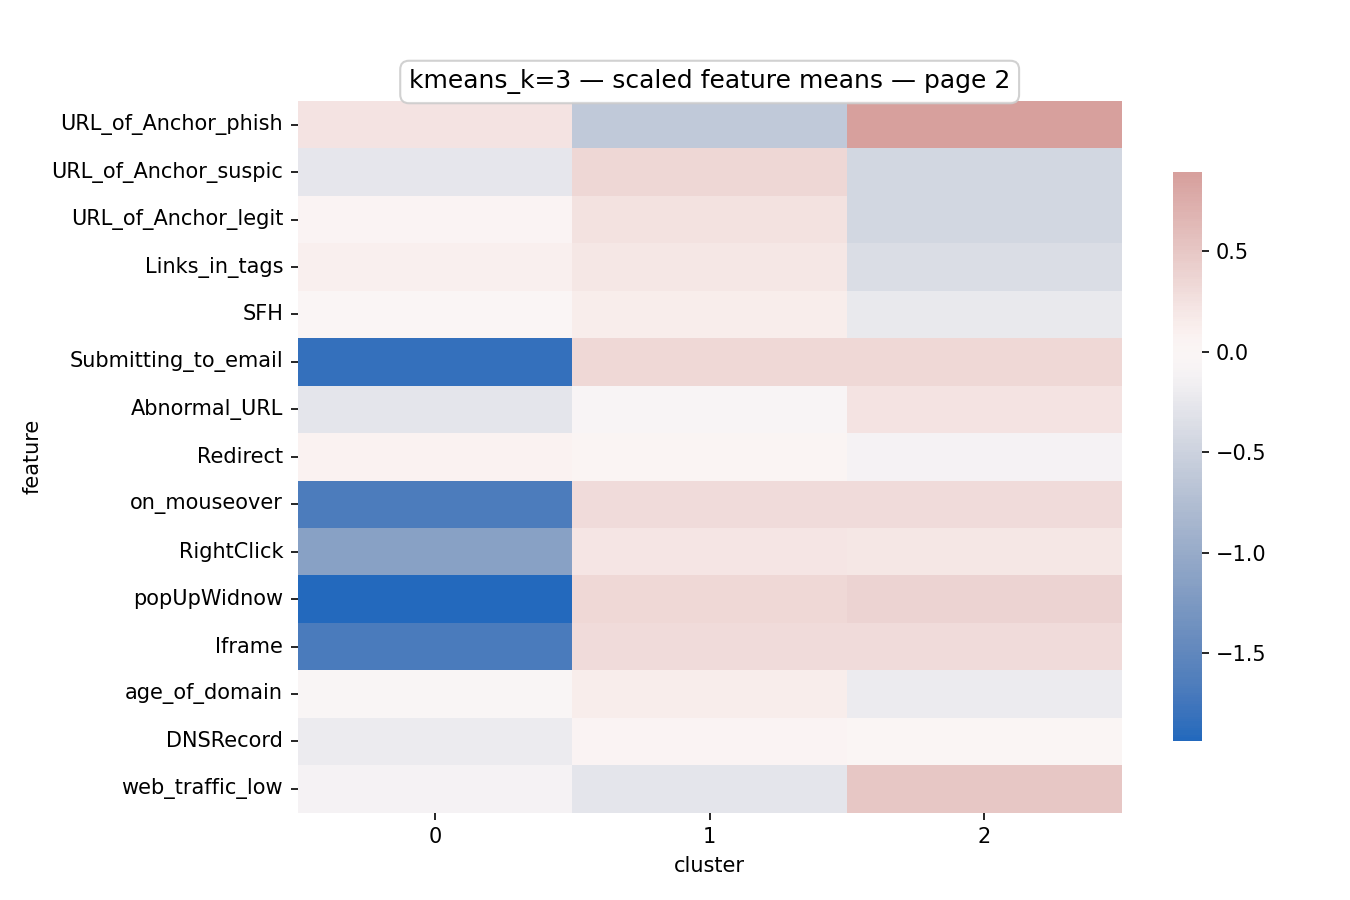 kmeans_k=3 — scaled feature means — page 2
URL_of_Anchor_phish
URL_of_Anchor_suspic
URL_of_Anchor_legit
Links_in_tags
SFH
Submitting_to_email
Abnormal_URL
Redirect
on_mouseover
RightClick
popUpWidnow
Iframe
age_of_domain
DNSRecord
web_traffic_low
feature
0 1 2
cluster
0.5
0.0
−0.5
−1.0
−1.5